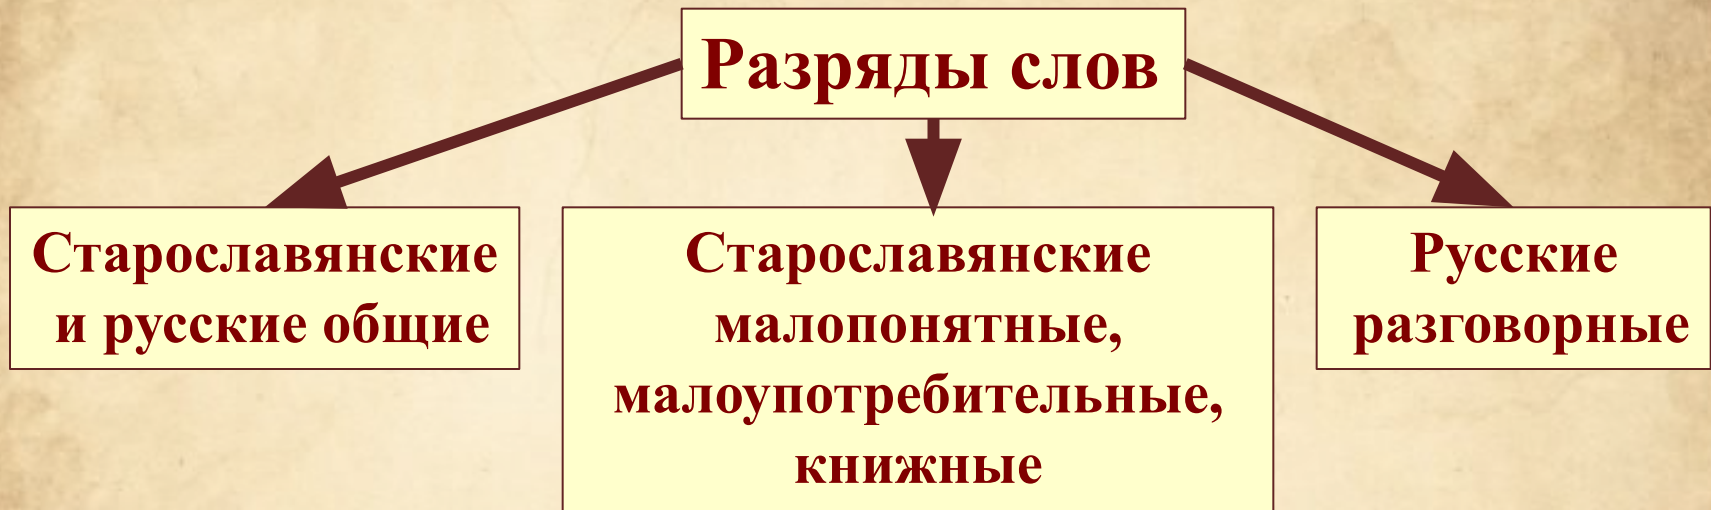 Разряды слов
Старославянские
и русские общие
Старославянские
малопонятные,
малоупотребительные,
книжные
Русские
разговорные